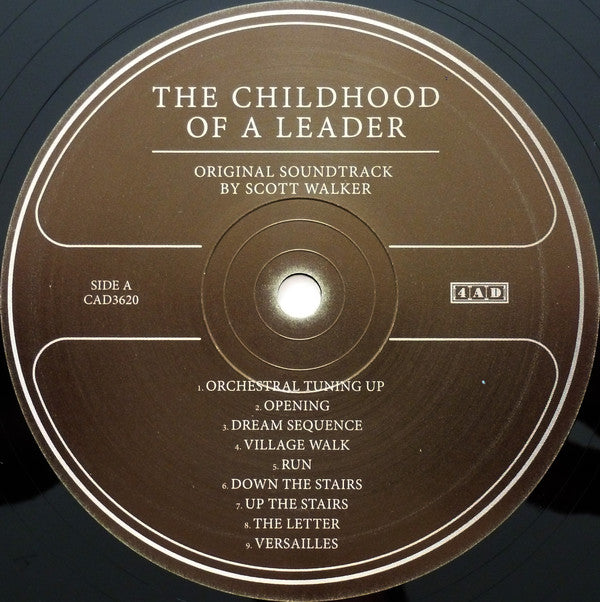 THE CHILDHOOD
OF A LEADER
ORIGINAL SOUNDTRACK
BY SCOTT WALKER
SIDE A
CAD3620
4AD
1. ORCHESTRAL TUNING UP
2. OPENING
3. DREAM SEQUENCE
4. VILLAGE WALK
5. RUN
6. DOWN THE STAIRS
7. UP THE STAIRS
8. THE LETTER
9. VERSAILLES